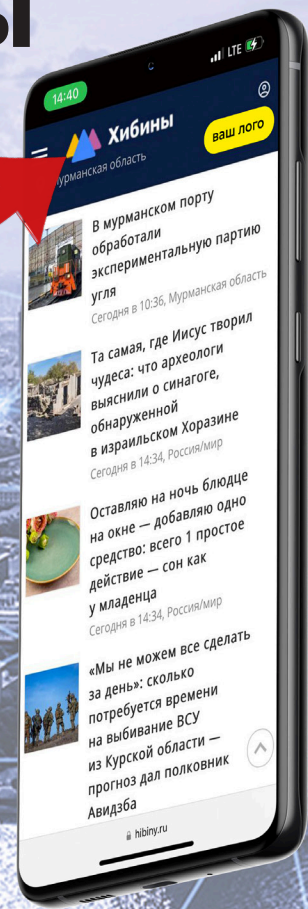 Ы
14:40
LTE
Хибины
ваш лого
урманская область
В мурманском порту
обработали
экспериментальную партию
угля
Сегодня в 10:36, Мурманская область
Та самая, где Иисус творил
чудеса: что археологи
выяснили о синагоге,
обнаруженной
в израильском Хоразине
Сегодня в 14:34, Россия/мир
Оставляю на ночь блюдце
на окне — добавляю одно
средство: всего 1 простое
действие — сон как
у младенца
Сегодня в 14:34, Россия/мир
«Мы не можем все сделать
за день»: сколько
потребуется времени
на выбивание ВСУ
из Курской области —
прогноз дал полковник
Авидзба
hibiny.ru